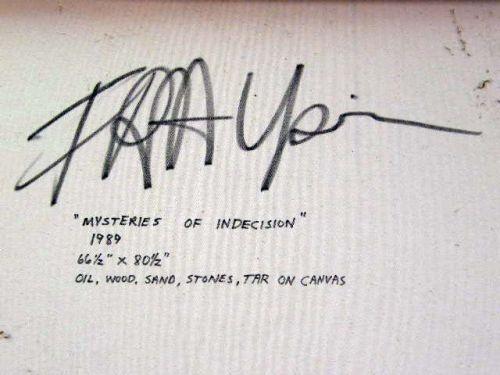 "MYSTERIES OF INDECISION"
1989
66½" x 80½"
OIL, WOOD, SAND, STONES, TAR ON CANVAS